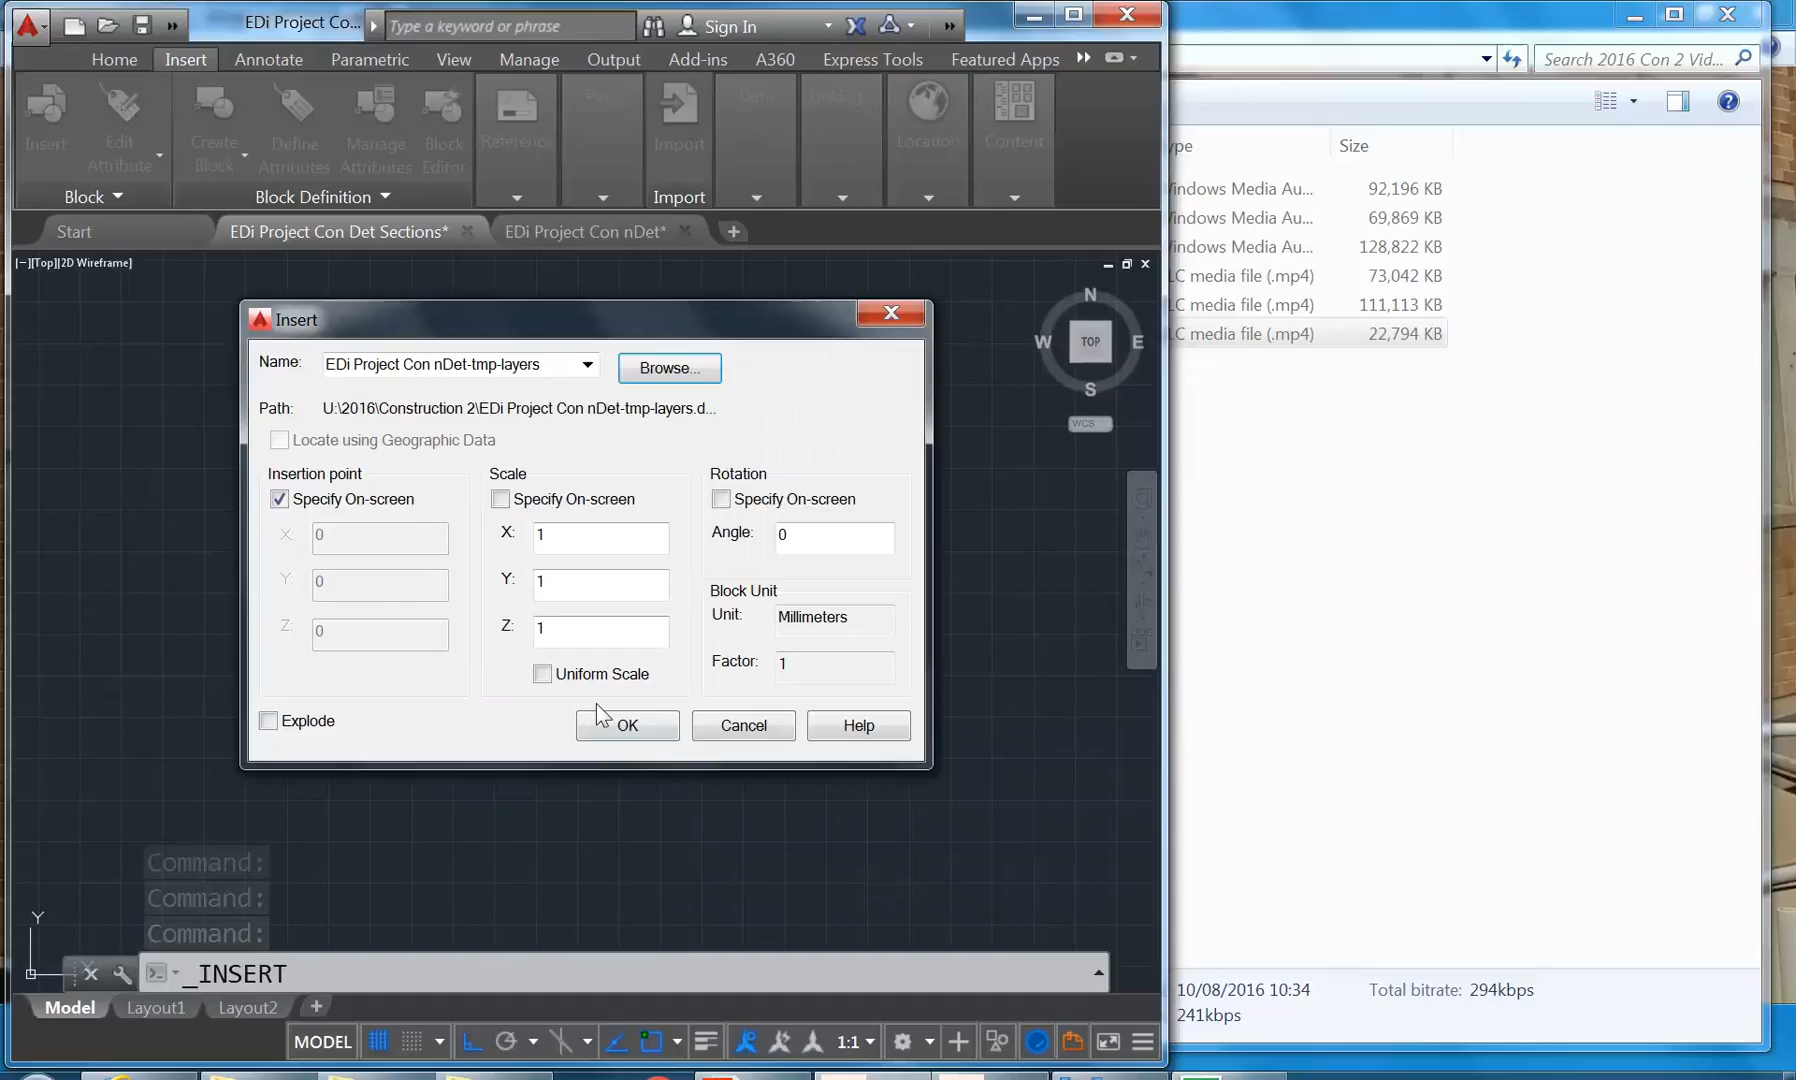 EDi Project Co...
Type a keyword or phrase
Sign In
Home
Insert
Annotate
Parametric
View
Manage
Output
Add-ins
A360
Express Tools
Featured Apps
Search 2016 Con 2 Vid...
Insert
Edit
Attribute
Create
Block
Define
Attributes
Manage
Attributes
Block
Editor
Reference
Import
Linking
Location
Content
Block
Block Definition
Import
Size
Windows Media Au... 92,196 KB
Windows Media Au... 69,869 KB
Windows Media Au... 128,822 KB
LC media file (.mp4) 73,042 KB
LC media file (.mp4) 111,113 KB
LC media file (.mp4) 22,794 KB
Start
EDi Project Con Det Sections*
EDi Project Con nDet*
[−][Top][2D Wireframe]
N
W
TOP
E
S
WCS
Insert
Name:
EDi Project Con nDet-tmp-layers
Browse...
Path:
U:\2016\Construction 2\EDi Project Con nDet-tmp-layers.d...
Locate using Geographic Data
Insertion point
Specify On-screen
X: 0
Y: 0
Z: 0
Scale
Specify On-screen
X: 1
Y: 1
Z: 1
Uniform Scale
Rotation
Specify On-screen
Angle: 0
Block Unit
Unit: Millimeters
Factor: 1
Explode
OK
Cancel
Help
Command:
Command:
Command:
Y
X
_INSERT
Model
Layout1
Layout2
MODEL
1:1
10/08/2016 10:34
Total bitrate: 294kbps
241kbps